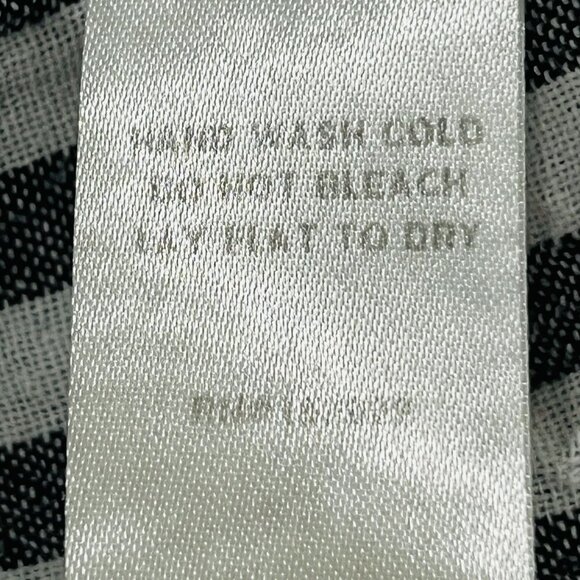 HAND WASH COLD
DO NOT BLEACH
LAY FLAT TO DRY